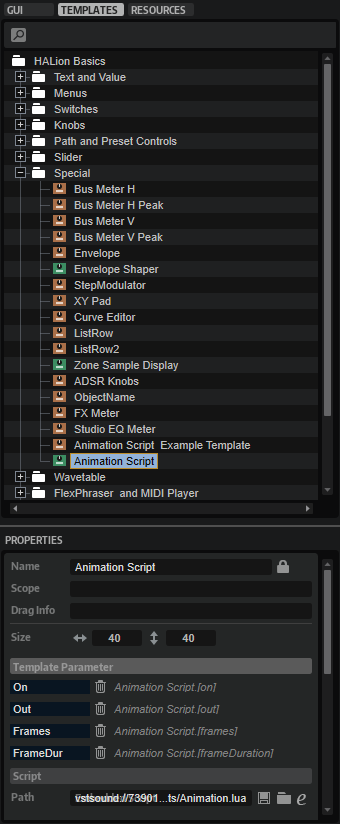 GUI TEMPLATES RESOURCES
HALion Basics
Text and Value
Menus
Switches
Knobs
Path and Preset Controls
Slider
Special
Bus Meter H
Bus Meter H Peak
Bus Meter V
Bus Meter V Peak
Envelope
Envelope Shaper
StepModulator
XY Pad
Curve Editor
ListRow
ListRow2
Zone Sample Display
ADSR Knobs
ObjectName
FX Meter
Studio EQ Meter
Animation Script Example Template
Animation Script
Wavetable
FlexPhraser and MIDI Player
PROPERTIES
Name Animation Script
Scope
Drag Info
Size 40 40
Template Parameter
On Animation Script.[on]
Out Animation Script.[out]
Frames Animation Script.[frames]
FrameDur Animation Script.[frameDuration]
Script
Path vstsound://73901...ts/Animation.lua e